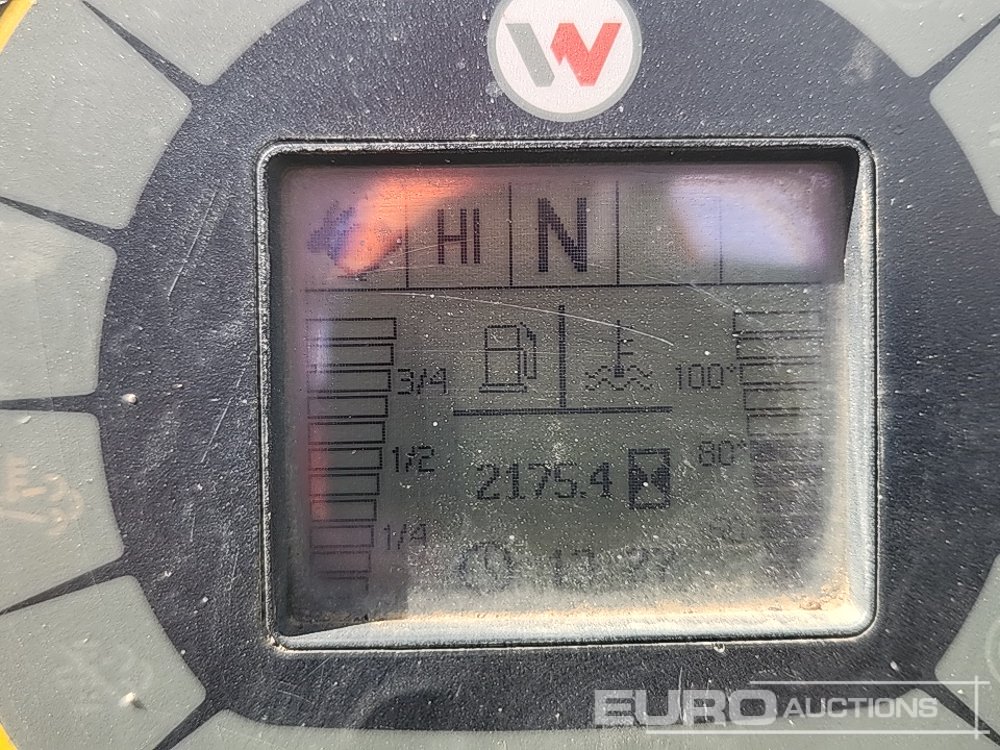 W
HI N
3/4 100°
1/2 80°
2175.4
1/4
EURO AUCTIONS